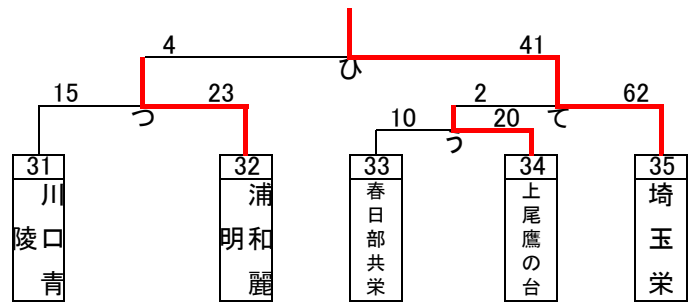 4 41
ひ
15 23 2 62
つ て
10 20
う
31 32 33 34 35
川口青陵
浦和麗明
春日部共栄
上尾鷹の台
埼玉栄